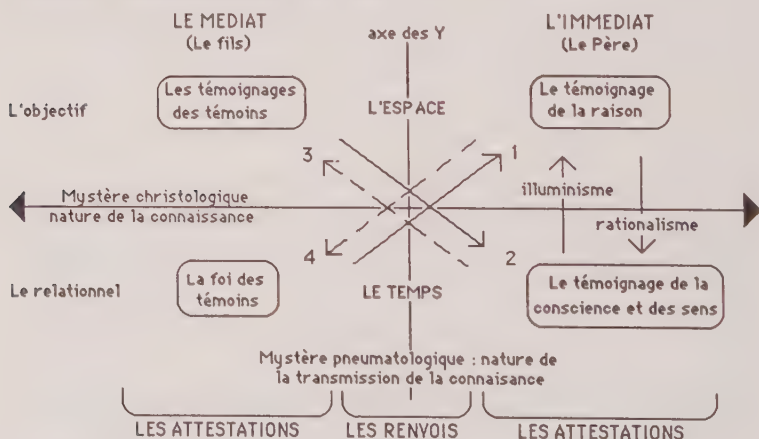 LE MEDIAT
(Le fils)
axe des Y
L'IMMEDIAT
(Le Père)
Les témoignages
des témoins
L'objectif
L'ESPACE
Le témoignage
de la raison
3
1
Mystère christologique
nature de la connaissance
illuminisme
rationalisme
4
2
Le relationnel
La foi des
témoins
LE TEMPS
Le témoignage de la
conscience et des sens
Mystère pneumatologique : nature de
la transmission de la connaisance
LES ATTESTATIONS
LES RENYOIS
LES ATTESTATIONS